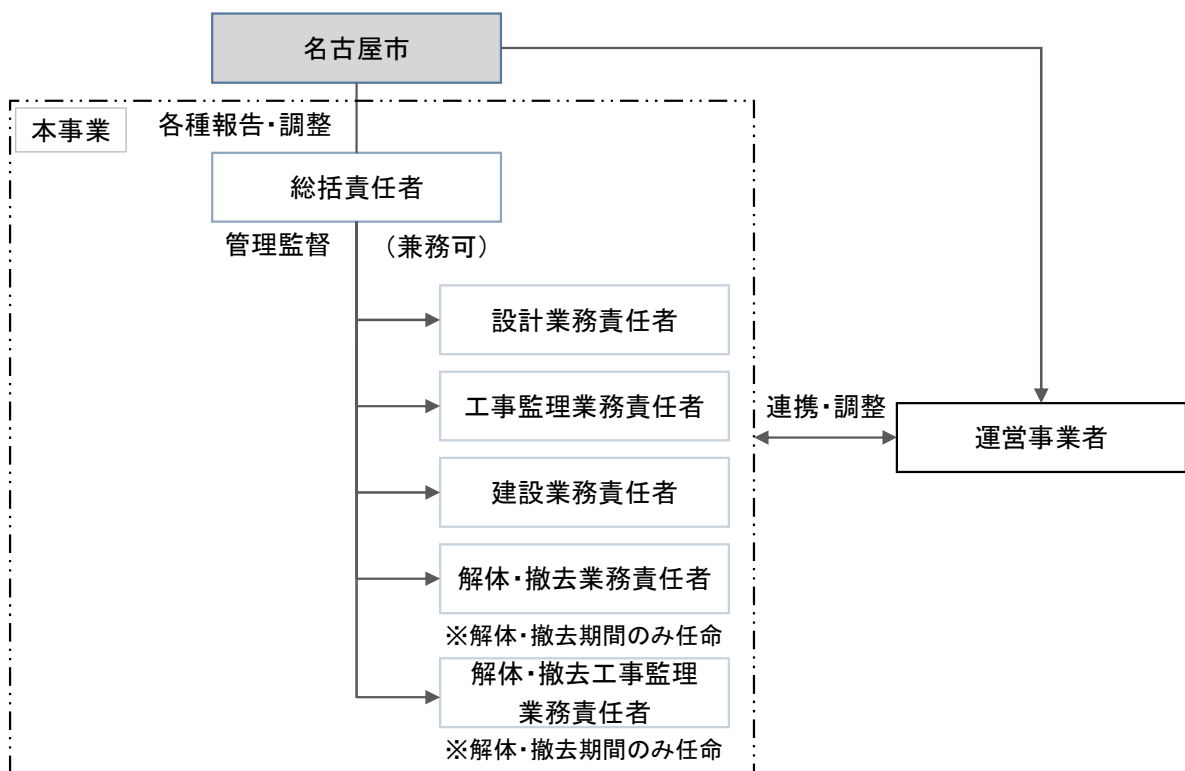 名古屋市
本事業
各種報告・調整
総括責任者
管理監督
（兼務可）
設計業務責任者
工事監理業務責任者
連携・調整
運営事業者
建設業務責任者
解体・撤去業務責任者
※解体・撤去期間のみ任命
解体・撤去工事監理
業務責任者
※解体・撤去期間のみ任命